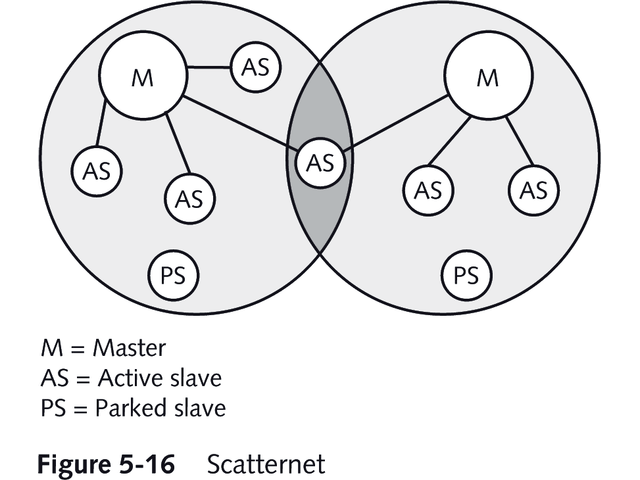 M
AS
M
AS
AS
AS
AS
AS
PS
PS
M = Master
AS = Active slave
PS = Parked slave
Figure 5-16 Scatternet